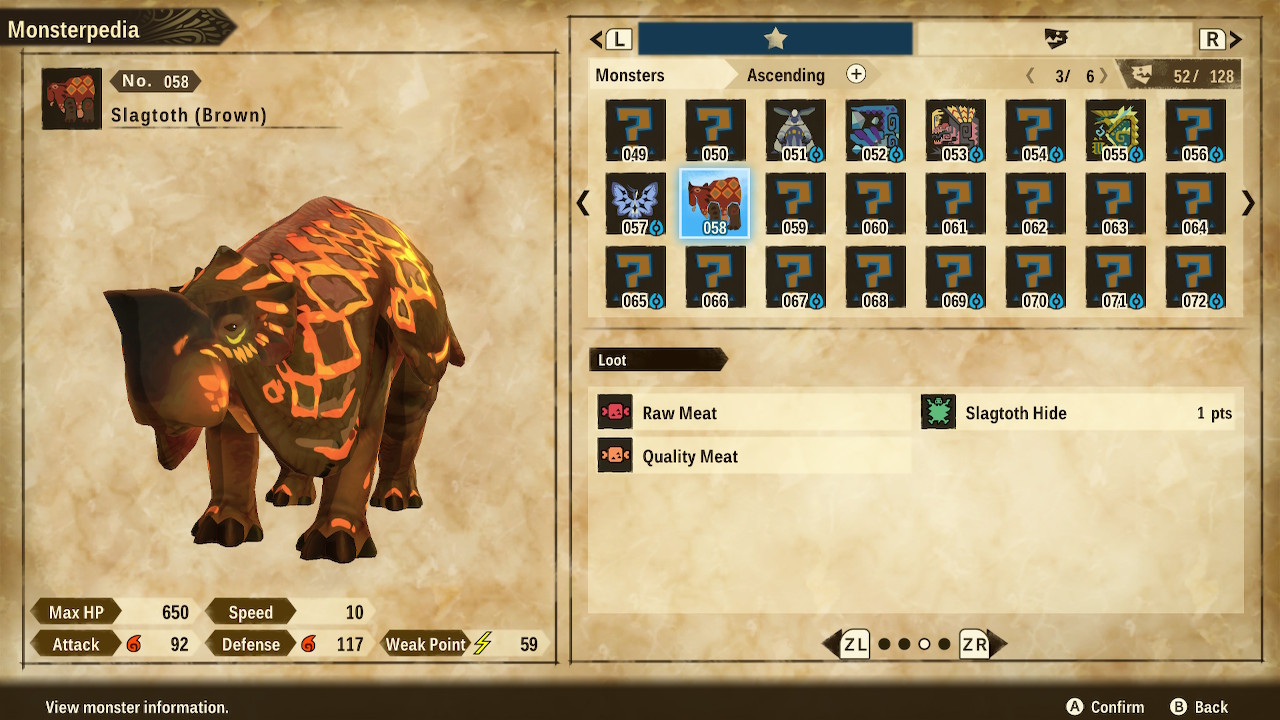 Monsterpedia
No. 058
Slagtoth (Brown)
L
R
Monsters
Ascending
3/ 6
52/ 128
049 050 051 052 053 054 055 056
057 058 059 060 061 062 063 064
065 066 067 068 069 070 071 072
Loot
Raw Meat
Slagtoth Hide 1 pts
Quality Meat
Max HP 650 Speed 10
Attack 92 Defense 117 Weak Point 59
ZL ZR
View monster information.
A Confirm B Back